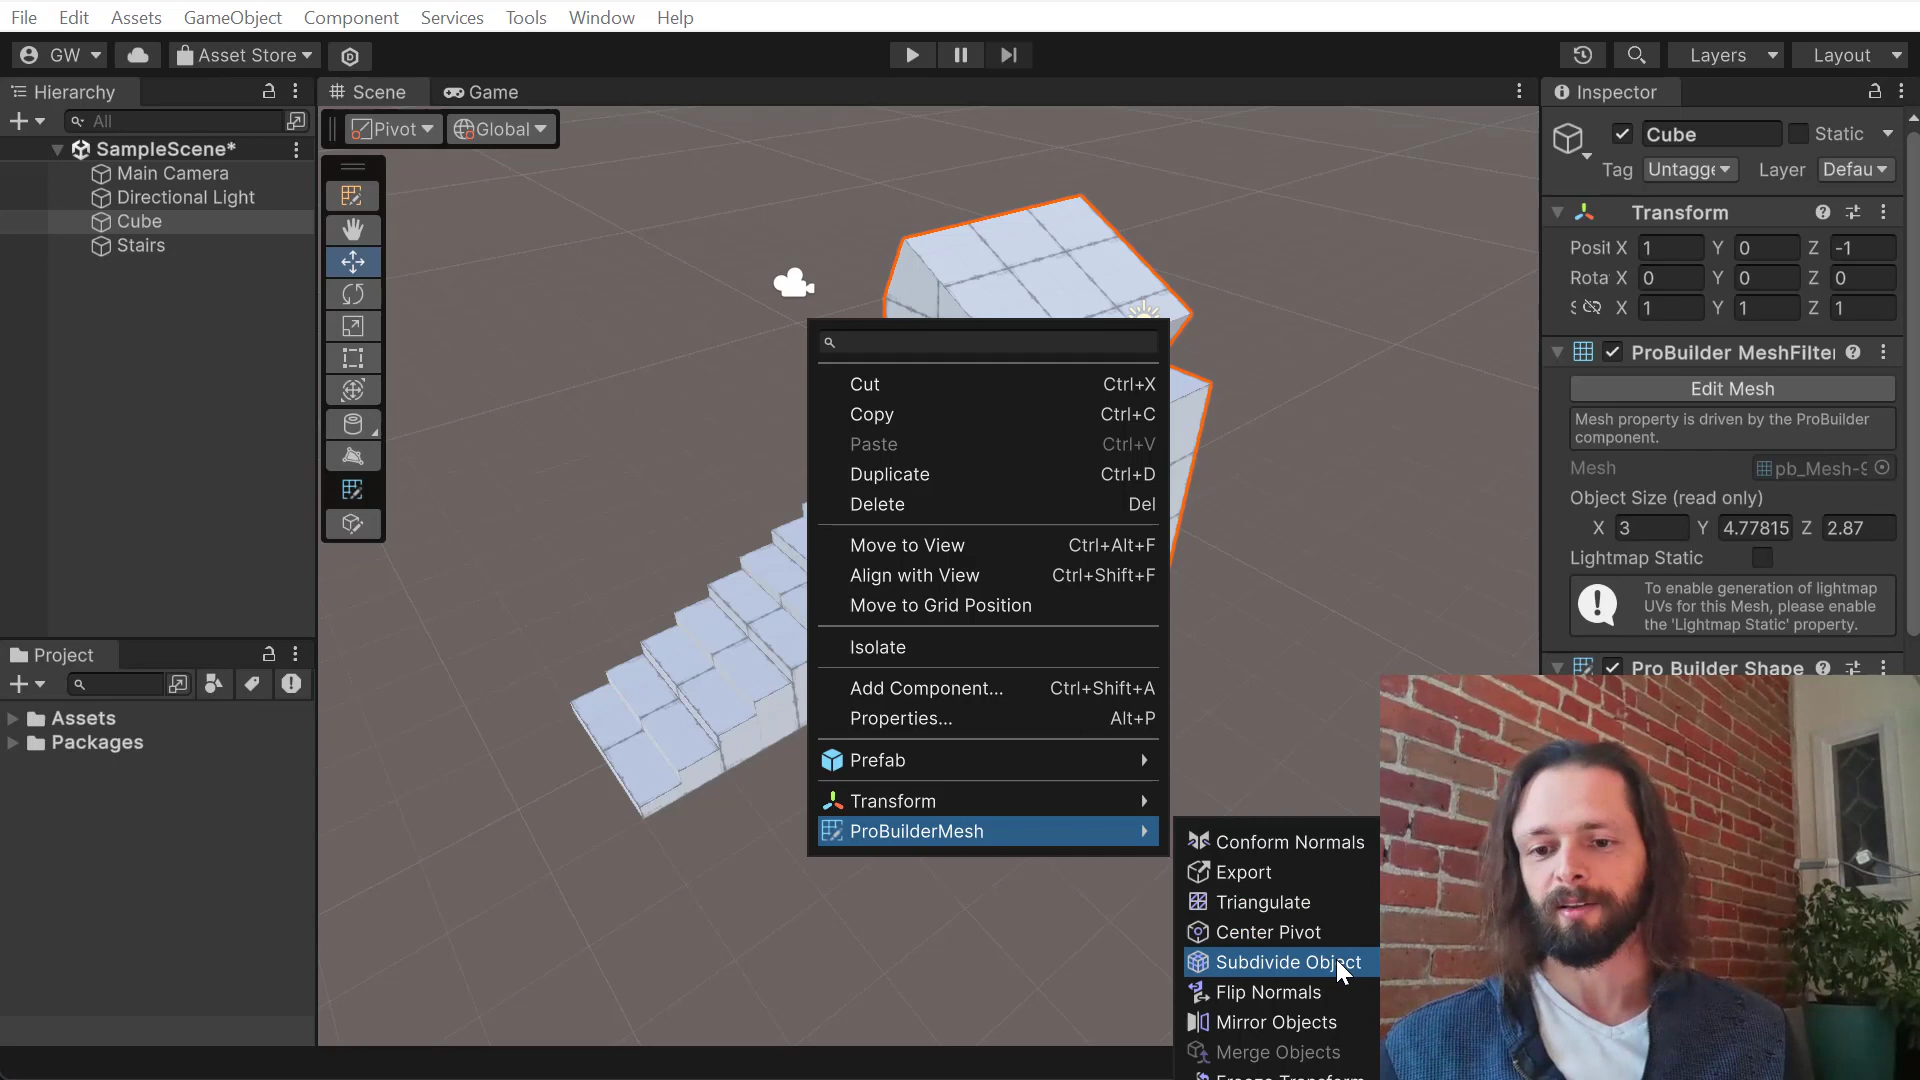 File Edit Assets GameObject Component Services Tools Window Help
GW Asset Store Layers Layout
Hierarchy
All
SampleScene*
Main Camera
Directional Light
Cube
Stairs
Project
Assets
Packages
Scene Game
Pivot Global
Cut Ctrl+X
Copy Ctrl+C
Paste Ctrl+V
Duplicate Ctrl+D
Delete Del
Move to View Ctrl+Alt+F
Align with View Ctrl+Shift+F
Move to Grid Position
Isolate
Add Component... Ctrl+Shift+A
Properties... Alt+P
Prefab
Transform
ProBuilderMesh
Conform Normals
Export
Triangulate
Center Pivot
Subdivide Object
Flip Normals
Mirror Objects
Merge Objects
Inspector
Cube Static
Tag Untagge Layer Defau
Transform
Posit X 1 Y 0 Z -1
Rota X 0 Y 0 Z 0
S X 1 Y 1 Z 1
ProBuilder MeshFilter
Edit Mesh
Mesh property is driven by the ProBuilder
component.
Mesh pb_Mesh-9
Object Size (read only)
X 3 Y 4.77815 Z 2.87
Lightmap Static
To enable generation of lightmap
UVs for this Mesh, please enable
the 'Lightmap Static' property.
Pro Builder Shape